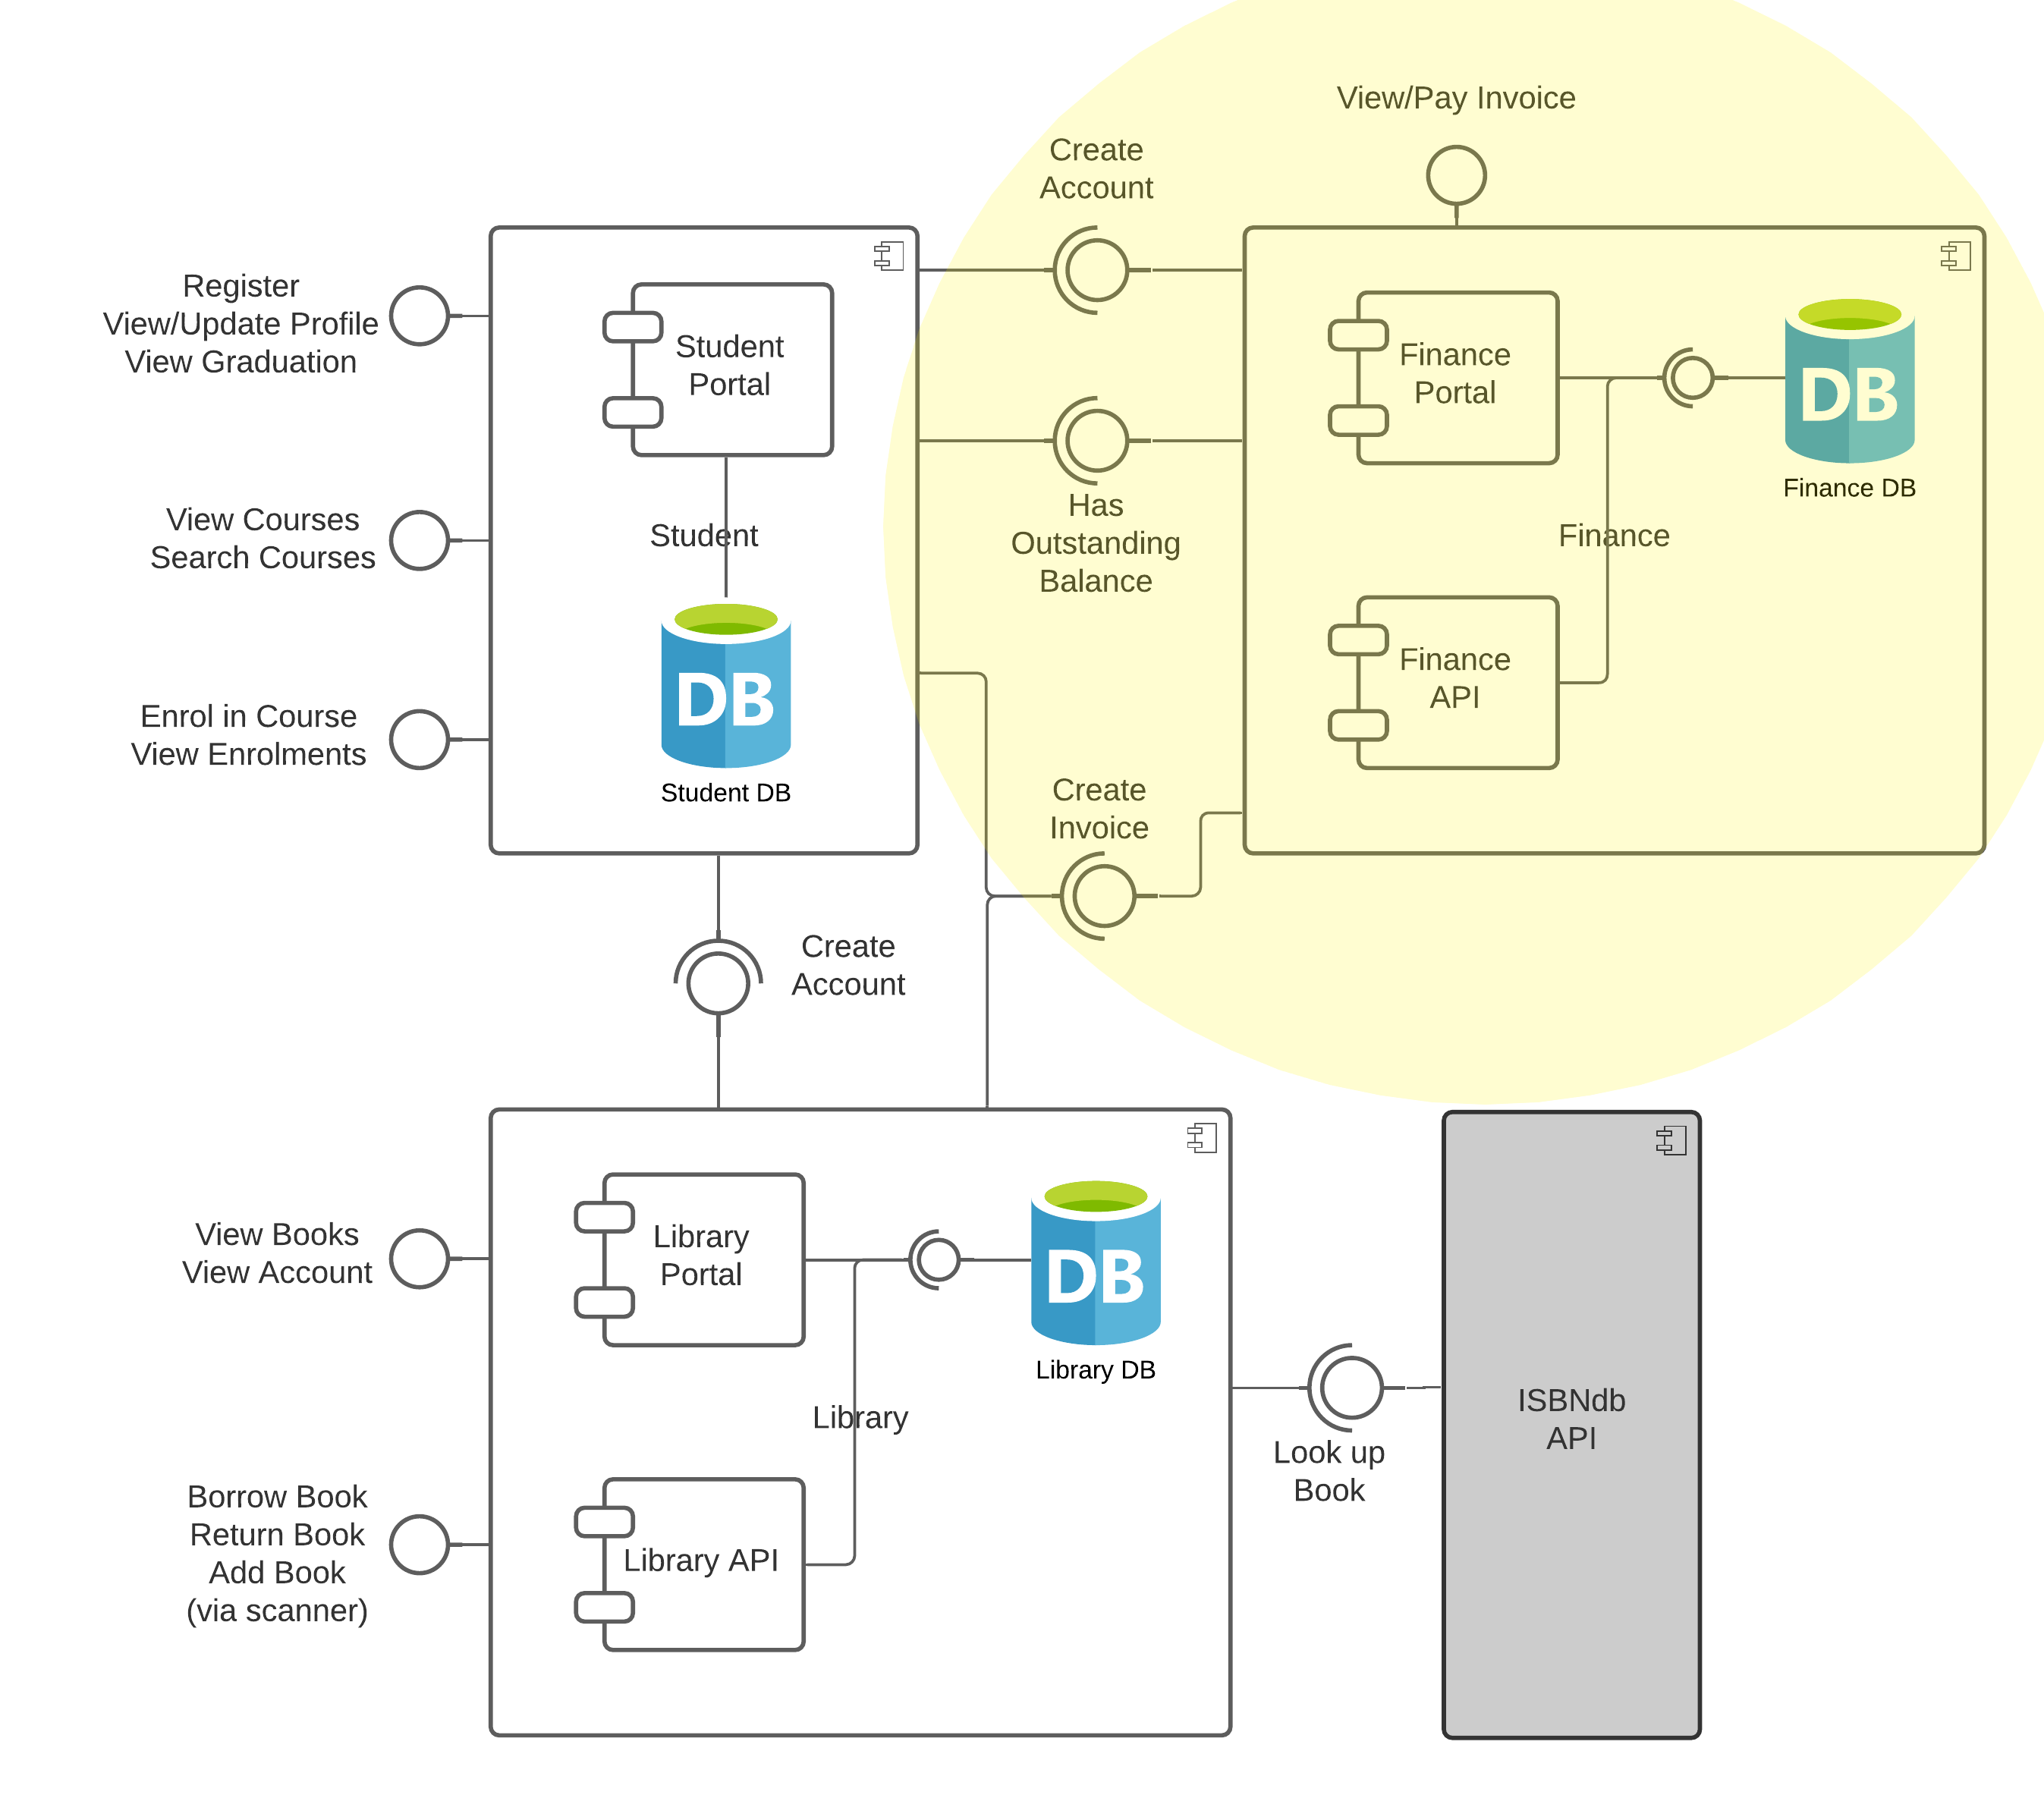 View/Pay Invoice
Create
Account
Register
View/Update Profile
View Graduation
Student
Portal
Finance
Portal
DB
Finance DB
Has
Outstanding
Balance
View Courses
Search Courses
Student
Finance
Finance
API
DB
Student DB
Enrol in Course
View Enrolments
Create
Invoice
Create
Account
View Books
View Account
Library
Portal
DB
Library DB
Library
ISBNdb
API
Look up
Book
Borrow Book
Return Book
Add Book
(via scanner)
Library API